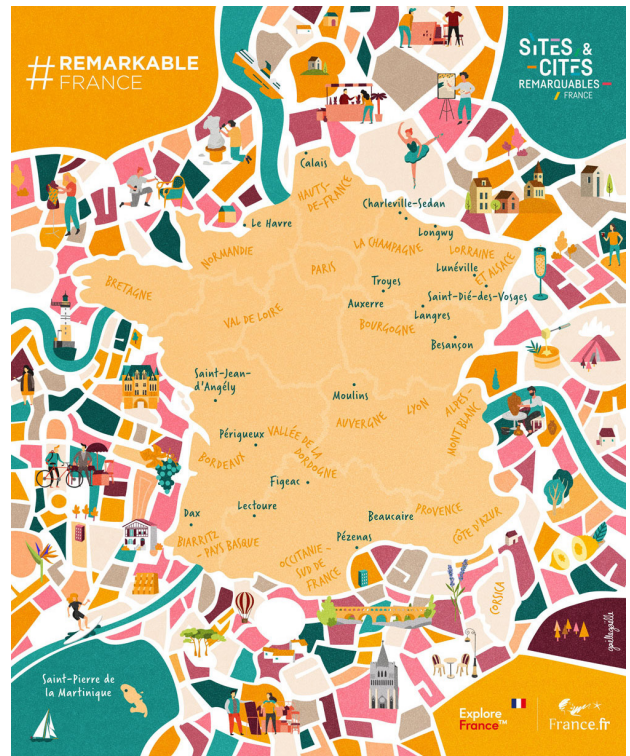 # REMARKABLE
FRANCE
SITES &
CITES
REMARQUABLES
/ FRANCE
Calais
HAUTS-
DE-FRANCE
Charleville-Sedan
Le Havre
Longwy
NORMANDIE
LA CHAMPAGNE
LORRAINE
ET ALSACE
PARIS
Lunéville
BRETAGNE
Troyes
Saint-Dié-des-Vosges
Auxerre
Langres
VAL DE LOIRE
BOURGOGNE
Besançon
Saint-Jean-
d'Angély
Moulins
LYON
ALPES-
MONT BLANC
AUVERGNE
Périgueux
VALLÉE DE LA
DORDOGNE
BORDEAUX
Figeac
Dax
Lectoure
Beaucaire
PROVENCE
CÔTE D'AZUR
BIARRITZ
- PAYS BASQUE
Pézenas
OCCITANIE -
SUD DE
FRANCE
CORSICA
gaëlleguëlle
Saint-Pierre de
la Martinique
Explore
France™
France.fr